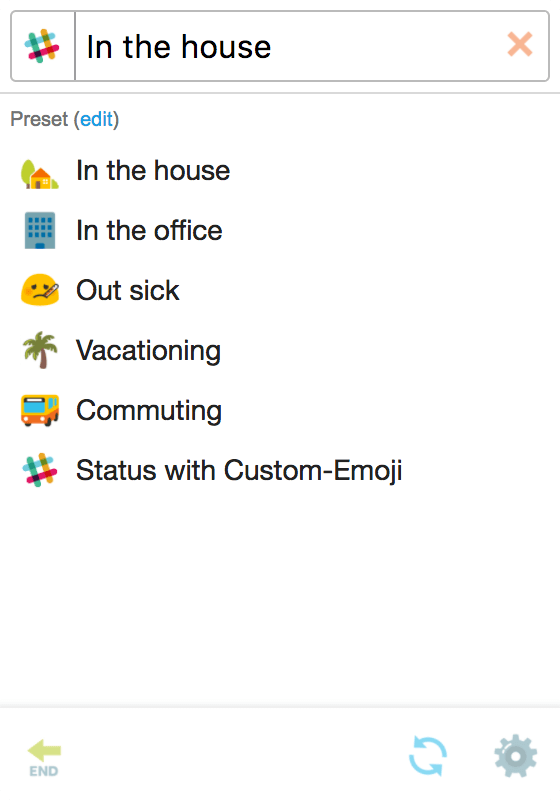 In the house
Preset (edit)
In the house
In the office
Out sick
Vacationing
Commuting
Status with Custom-Emoji
END